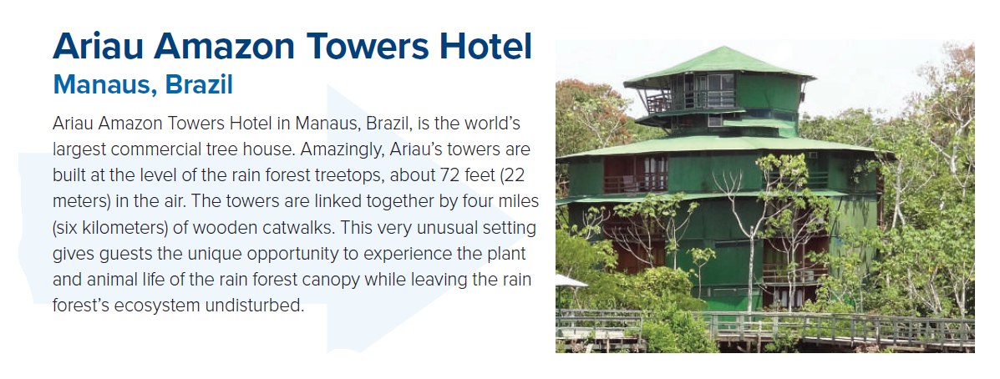 Ariau Amazon Towers Hotel
Manaus, Brazil
Ariau Amazon Towers Hotel in Manaus, Brazil, is the world’s
largest commercial tree house. Amazingly, Ariau’s towers are
built at the level of the rain forest treetops, about 72 feet (22
meters) in the air. The towers are linked together by four miles
(six kilometers) of wooden catwalks. This very unusual setting
gives guests the unique opportunity to experience the plant
and animal life of the rain forest canopy while leaving the rain
forest’s ecosystem undisturbed.